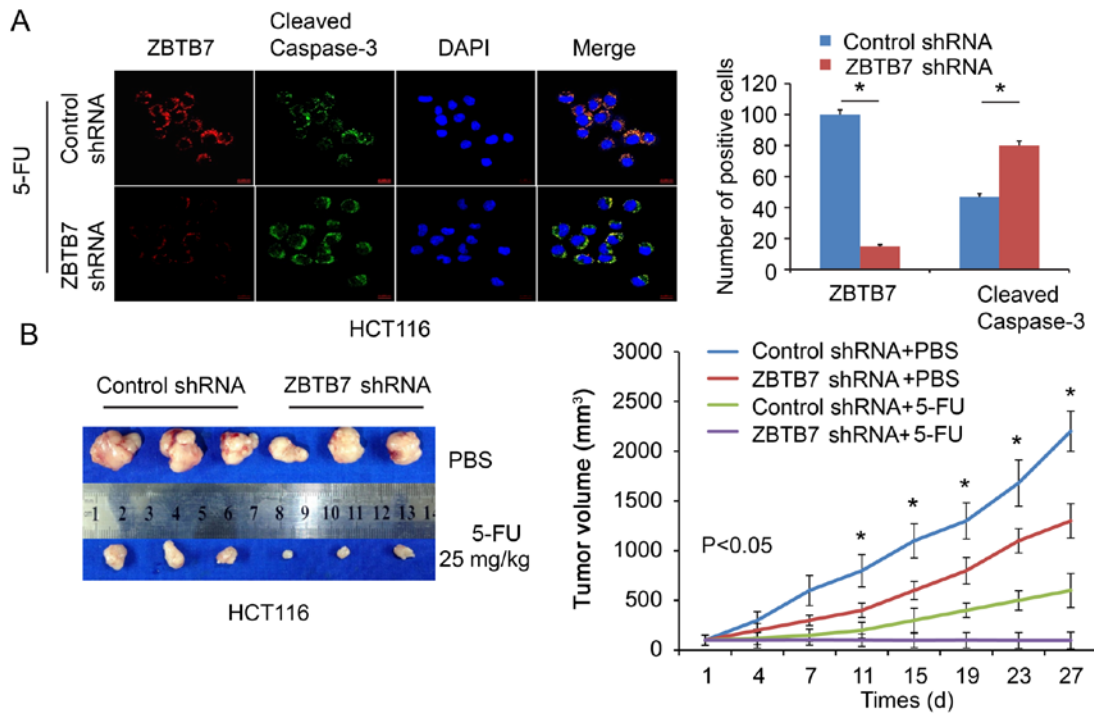 A
ZBTB7
Cleaved
Caspase-3
DAPI
Merge
5-FU
Control
shRNA
ZBTB7
shRNA
HCT116
Control shRNA
ZBTB7 shRNA
Number of positive cells
120
100
80
60
40
20
0
*
*
ZBTB7
Cleaved
Caspase-3
B
Control shRNA
ZBTB7 shRNA
PBS
1 2 3 4 5 6 7 8 9 10 11 12 13 14
5-FU
25 mg/kg
HCT116
Control shRNA+PBS
ZBTB7 shRNA+PBS
Control shRNA+5-FU
ZBTB7 shRNA+5-FU
Tumor volume (mm³)
3000
2500
2000
1500
1000
500
0
P<0.05
* * * * *
1 4 7 11 15 19 23 27
Times (d)